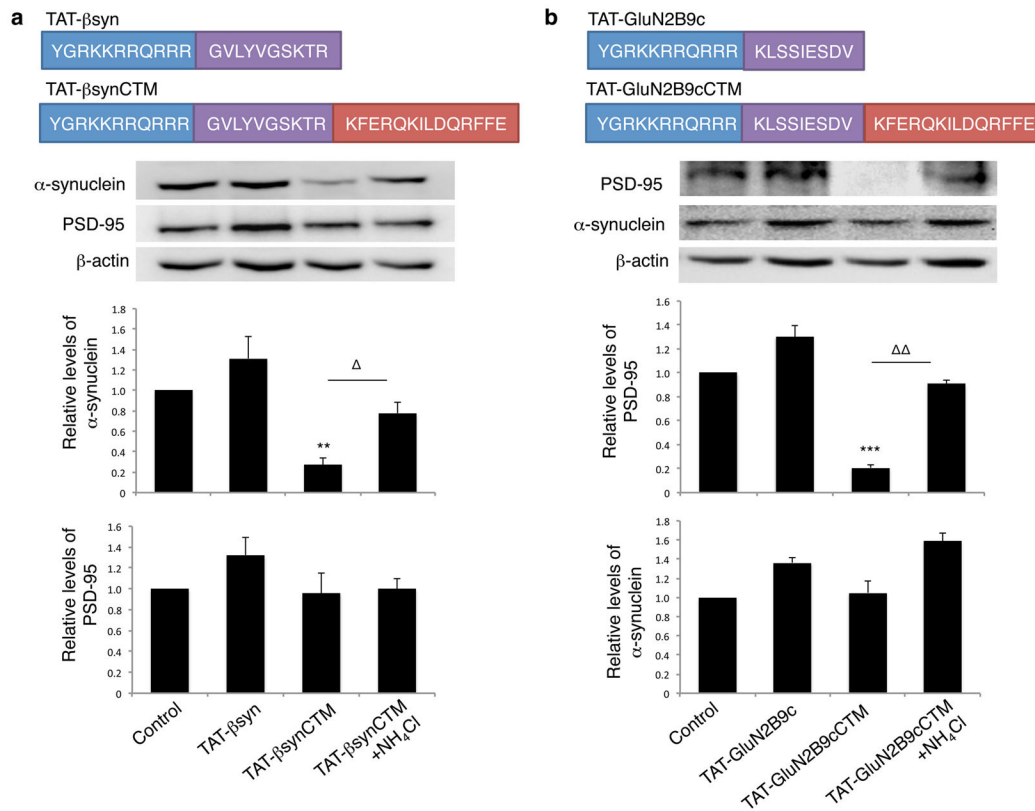 a
TAT-βsyn
YGRKKRRQRRR GVLYVGSKTR
TAT-βsynCTM
YGRKKRRQRRR GVLYVGSKTR KFERQKILDQRFFE
α-synuclein
PSD-95
β-actin
Relative levels of
α-synuclein
1.8
1.6
1.4
1.2
1.0
0.8
0.6
0.4
0.2
0
**
Δ
Relative levels of
PSD-95
1.6
1.4
1.2
1.0
0.8
0.6
0.4
0.2
0
Control
TAT-βsyn
TAT-βsynCTM
TAT-βsynCTM
+NH₄Cl
b
TAT-GluN2B9c
YGRKKRRQRRR KLSSIESDV
TAT-GluN2B9cCTM
YGRKKRRQRRR KLSSIESDV KFERQKILDQRFFE
PSD-95
α-synuclein
β-actin
Relative levels of
PSD-95
1.6
1.4
1.2
1.0
0.8
0.6
0.4
0.2
0
***
ΔΔ
Relative levels of
α-synuclein
1.8
1.6
1.4
1.2
1.0
0.8
0.6
0.4
0.2
0
Control
TAT-GluN2B9c
TAT-GluN2B9cCTM
TAT-GluN2B9cCTM
+NH₄Cl